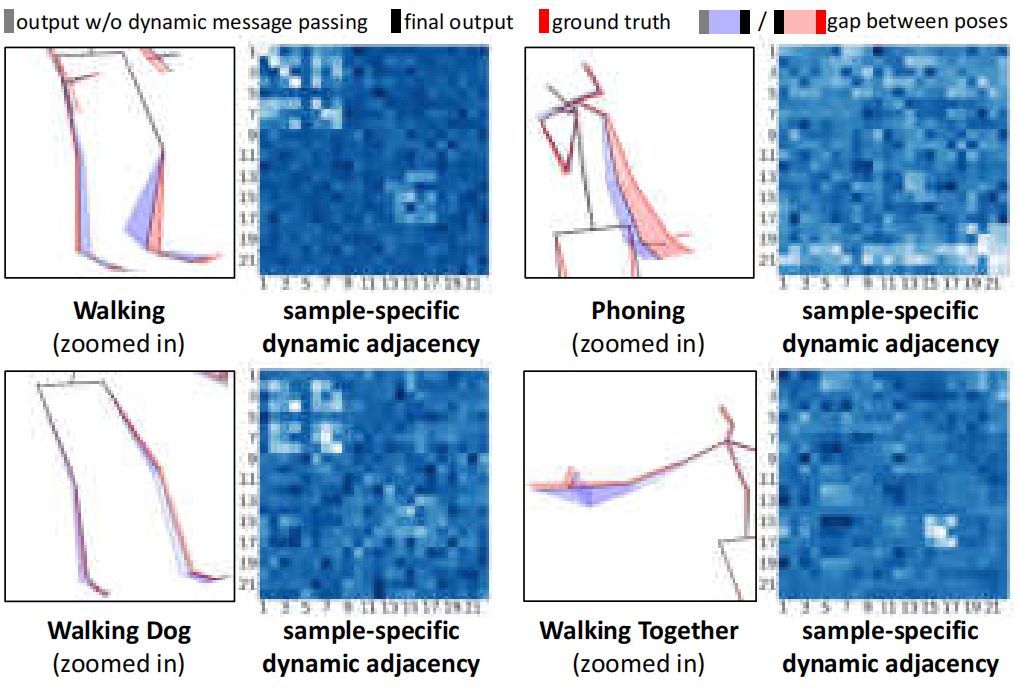 output w/o dynamic message passing final output ground truth / gap between poses
1 3 5 7 9 11 13 15 17 19 21
1 3 5 7 9 11 13 15 17 19 21
1 3 5 7 9 11 13 15 17 19 21
1 3 5 7 9 11 13 15 17 19 21
Walking sample-specific Phoning sample-specific
(zoomed in) dynamic adjacency (zoomed in) dynamic adjacency
1 3 5 7 9 11 13 15 17 19 21
1 3 5 7 9 11 13 15 17 19 21
1 3 5 7 9 11 13 15 17 19 21
1 3 5 7 9 11 13 15 17 19 21
Walking Dog sample-specific Walking Together sample-specific
(zoomed in) dynamic adjacency (zoomed in) dynamic adjacency